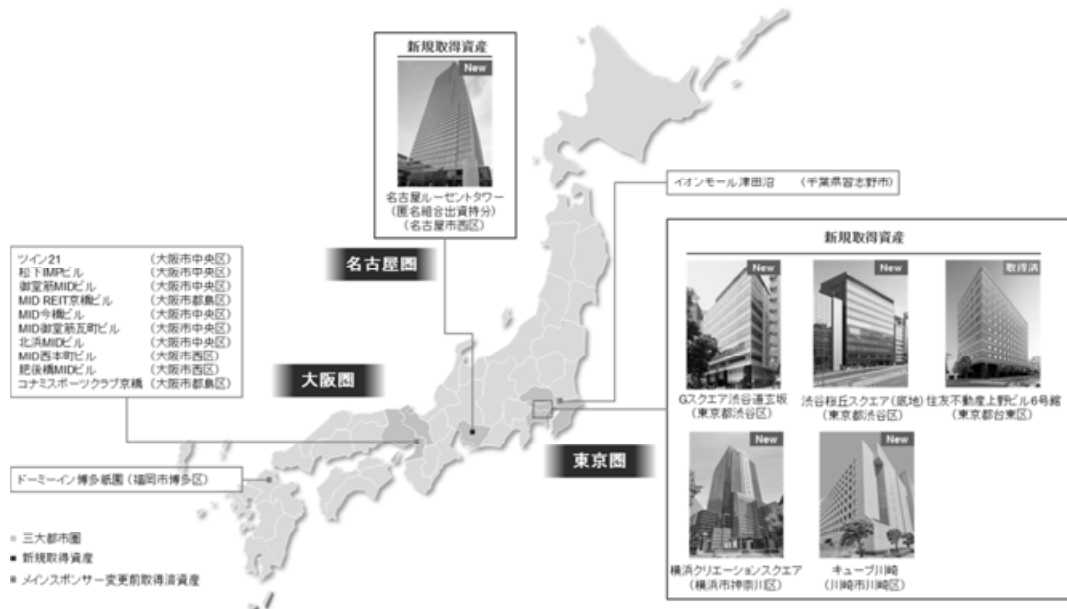 新規取得資産
New
名古屋ルーセントタワー
(匿名組合出資持分)
(名古屋市西区)
名古屋圏
イオンモール津田沼 (千葉県習志野市)
ツイン21 (大阪市中央区)
松下IMPビル (大阪市中央区)
御堂筋MIDビル (大阪市中央区)
MID REIT京橋ビル (大阪市都島区)
MID今橋ビル (大阪市中央区)
MID御堂筋瓦町ビル (大阪市中央区)
北浜MIDビル (大阪市中央区)
MID西本町ビル (大阪市西区)
肥後橋MIDビル (大阪市西区)
コナミスポーツクラブ京橋 (大阪市都島区)
大阪圏
ドーミーイン博多祇園 (福岡市博多区)
東京圏
新規取得資産
New
New
取得済
Gスクエア渋谷道玄坂
(東京都渋谷区)
渋谷桜丘スクエア(底地)
(東京都渋谷区)
住友不動産上野ビル6号館
(東京都台東区)
New
New
横浜クリエーションスクエア
(横浜市神奈川区)
キューブ川崎
(川崎市川崎区)
三大都市圏
新規取得資産
メインスポンサー変更前取得済資産